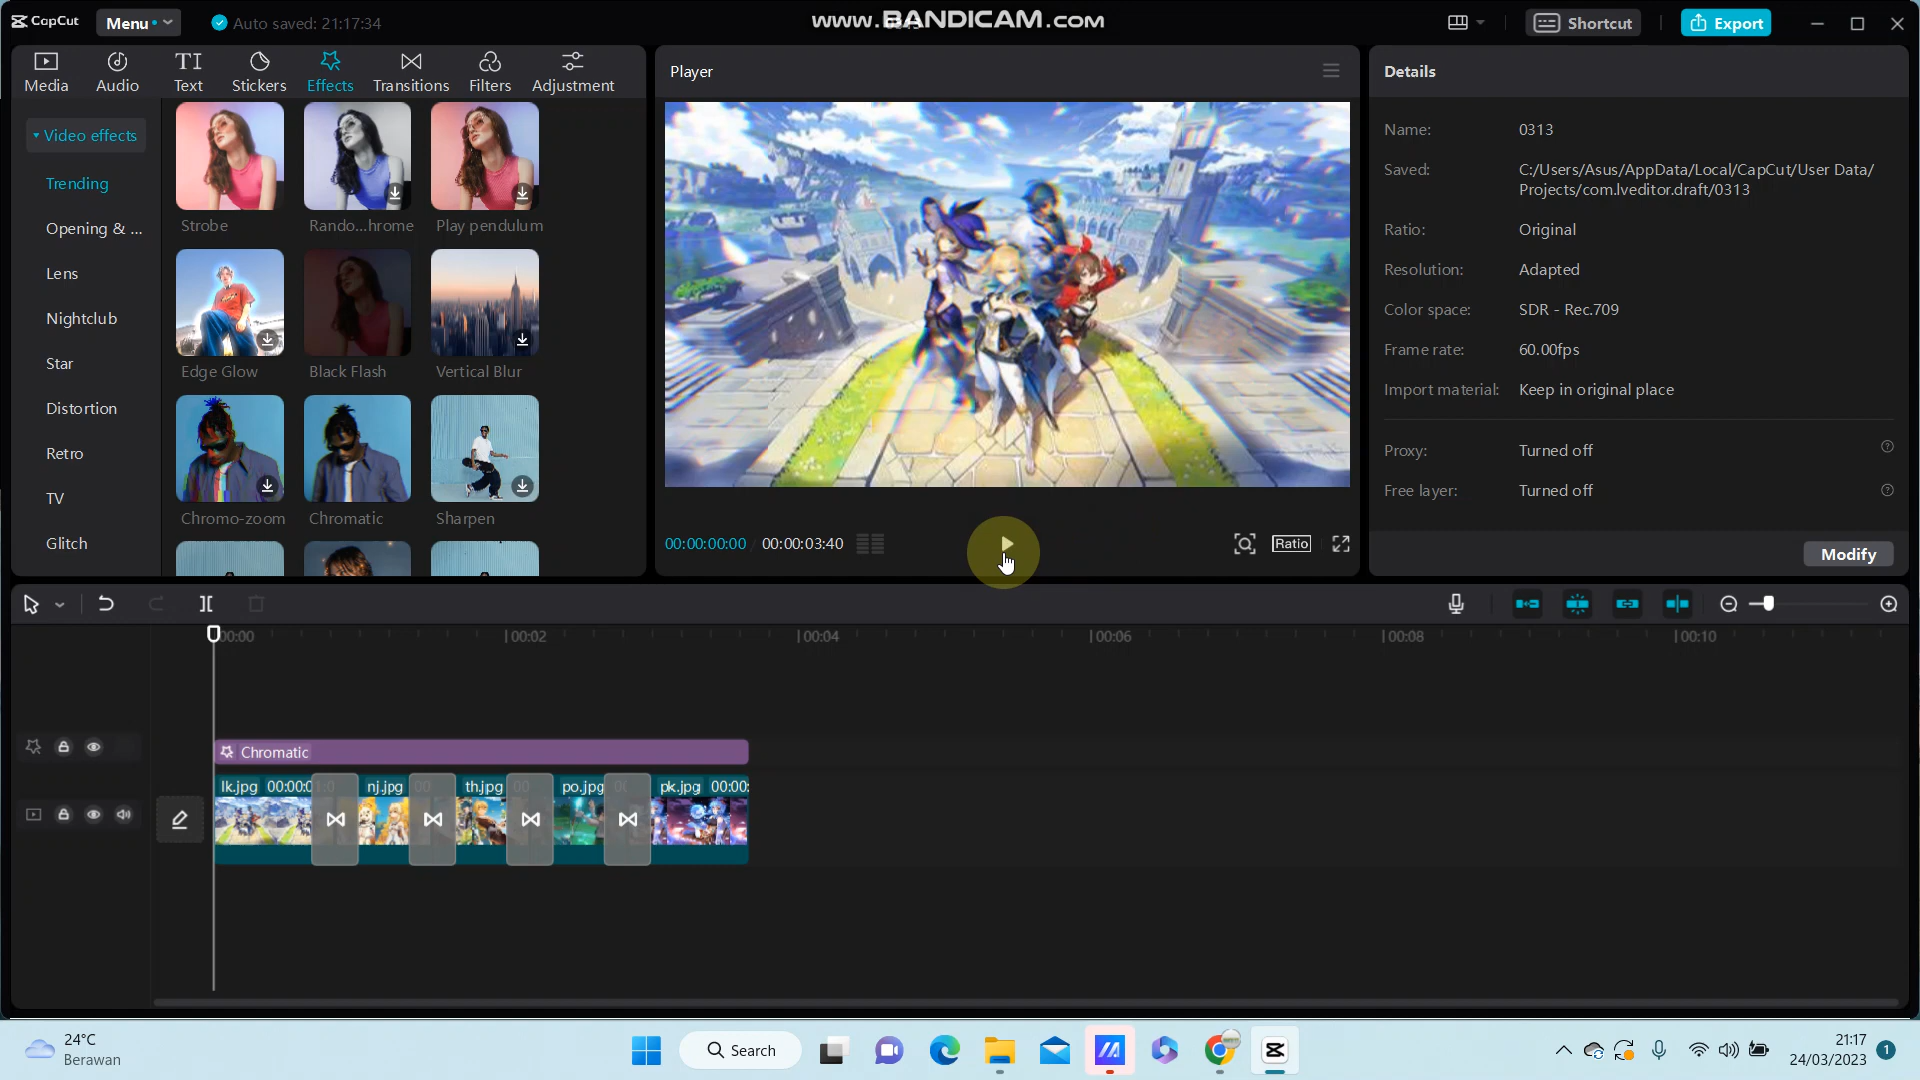 CapCut
Menu
Auto saved: 21:17:34
www.BANDICAM.com
Shortcut
Export
Media
Audio
Text
Stickers
Effects
Transitions
Filters
Adjustment
Player
Details
Video effects
Trending
Opening & ...
Lens
Nightclub
Star
Distortion
Retro
TV
Glitch
Strobe
Rando...hrome
Play pendulum
Edge Glow
Black Flash
Vertical Blur
Chromo-zoom
Chromatic
Sharpen
00:00:00:00
00:00:03:40
Ratio
Name:
0313
Saved:
C:/Users/Asus/AppData/Local/CapCut/User Data/
Projects/com.lveditor.draft/0313
Ratio:
Original
Resolution:
Adapted
Color space:
SDR - Rec.709
Frame rate:
60.00fps
Import material:
Keep in original place
Proxy:
Turned off
Free layer:
Turned off
Modify
00:00
00:02
00:04
00:06
00:08
00:10
Chromatic
lk.jpg
nj.jpg
th.jpg
po.jpg
pk.jpg
00:00:
24°C
Berawan
Search
21:17
24/03/2023
1